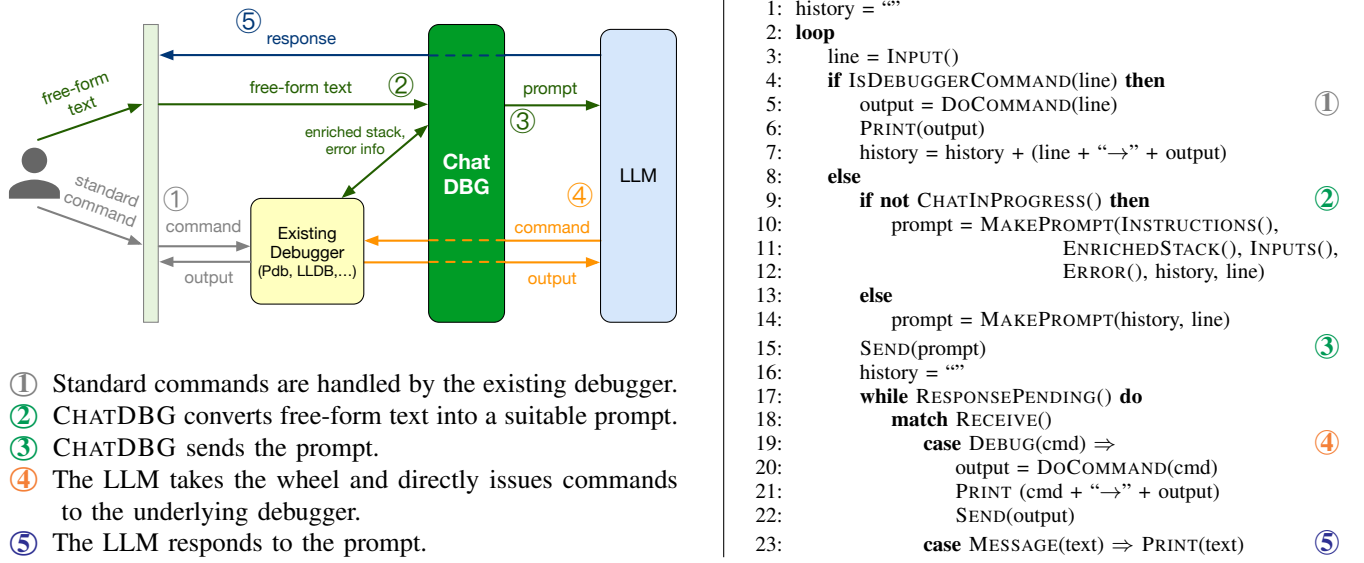 ⑤
response
free-form
text
free-form text
②
prompt
③
enriched stack,
error info
Chat
DBG
LLM
standard
command
①
command
output
Existing
Debugger
(Pdb, LLDB,...)
④
command
output
① Standard commands are handled by the existing debugger.
② CHATDBG converts free-form text into a suitable prompt.
③ CHATDBG sends the prompt.
④ The LLM takes the wheel and directly issues commands
to the underlying debugger.
⑤ The LLM responds to the prompt.
1: history = “”
2: loop
3: line = INPUT()
4: if ISDEBUGGERCOMMAND(line) then
5: output = DOCOMMAND(line) ①
6: PRINT(output)
7: history = history + (line + “→” + output)
8: else
9: if not CHATINPROGRESS() then ②
10: prompt = MAKEPROMPT(INSTRUCTIONS(),
11: ENRICHEDSTACK(), INPUTS(),
12: ERROR(), history, line)
13: else
14: prompt = MAKEPROMPT(history, line)
15: SEND(prompt) ③
16: history = “”
17: while RESPONSEPENDING() do
18: match RECEIVE()
19: case DEBUG(cmd) ⇒ ④
20: output = DOCOMMAND(cmd)
21: PRINT (cmd + “→” + output)
22: SEND(output)
23: case MESSAGE(text) ⇒ PRINT(text) ⑤